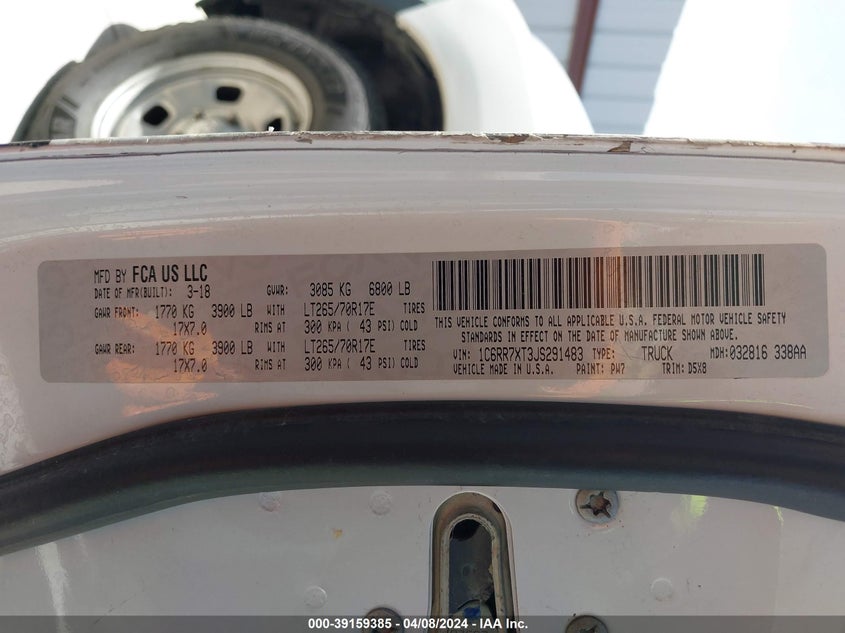 MFD BY FCA US LLC
DATE OF MFR(BUILT): 3-18 GVWR: 3085 KG 6800 LB
GAWR FRONT: 1770 KG 3900 LB WITH LT265/70R17E TIRES
17X7.0 RIMS AT 300 KPA ( 43 PSI) COLD
GAWR REAR: 1770 KG 3900 LB WITH LT265/70R17E TIRES
17X7.0 RIMS AT 300 KPA ( 43 PSI) COLD
THIS VEHICLE CONFORMS TO ALL APPLICABLE U.S.A. FEDERAL MOTOR VEHICLE SAFETY
STANDARDS IN EFFECT ON THE DATE OF MANUFACTURE SHOWN ABOVE.
VIN: 1C6RR7XT3JS291483 TYPE: TRUCK MDH: 032816 338AA
VEHICLE MADE IN U.S.A. PAINT: PW7 TRIM: D5X8
000-39159385 - 04/08/2024 - IAA Inc.